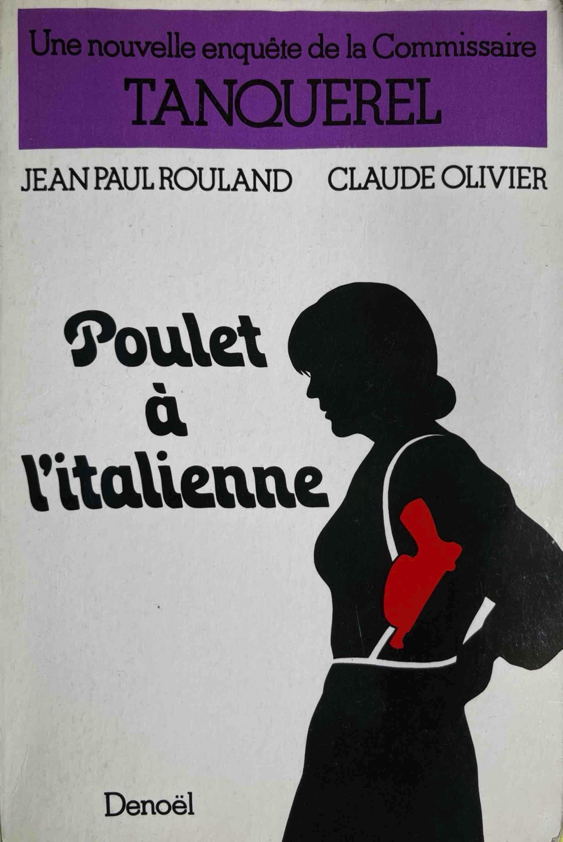 Une nouvelle enquête de la Commissaire
TANQUEREL
JEAN PAUL ROULAND CLAUDE OLIVIER
Poulet
à
l'italienne
Denoël